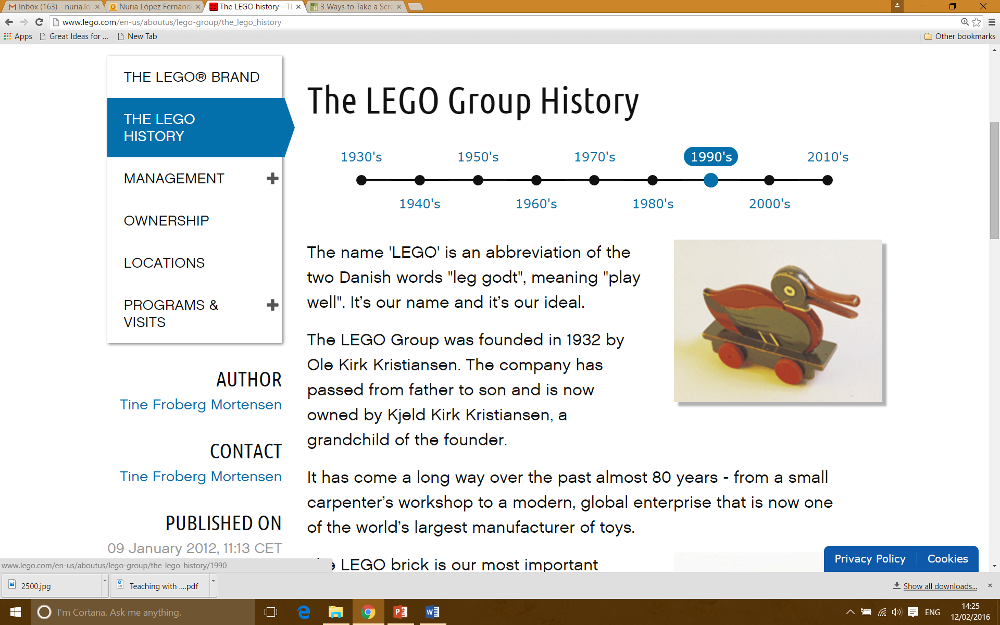 Inbox (163) - nuria.lo
Nuria López Fernánd
The LEGO history - Th
3 Ways to Take a Scre
www.lego.com/en-us/aboutus/lego-group/the_lego_history
Apps
Great Ideas for ...
New Tab
Other bookmarks
THE LEGO® BRAND
THE LEGO
HISTORY
MANAGEMENT
OWNERSHIP
LOCATIONS
PROGRAMS &
VISITS
AUTHOR
Tine Froberg Mortensen
CONTACT
Tine Froberg Mortensen
PUBLISHED ON
09 January 2012, 11:13 CET
The LEGO Group History
1930's 1950's 1970's 1990's 2010's
1940's 1960's 1980's 2000's
The name 'LEGO' is an abbreviation of the
two Danish words "leg godt", meaning "play
well". It’s our name and it’s our ideal.
The LEGO Group was founded in 1932 by
Ole Kirk Kristiansen. The company has
passed from father to son and is now
owned by Kjeld Kirk Kristiansen, a
grandchild of the founder.
It has come a long way over the past almost 80 years - from a small
carpenter’s workshop to a modern, global enterprise that is now one
of the world’s largest manufacturer of toys.
LEGO brick is our most important
Privacy Policy
Cookies
www.lego.com/en-us/aboutus/lego-group/the_lego_history/1990
2500.jpg
Teaching with ....pdf
Show all downloads...
I'm Cortana. Ask me anything.
ENG
14:25
12/02/2016